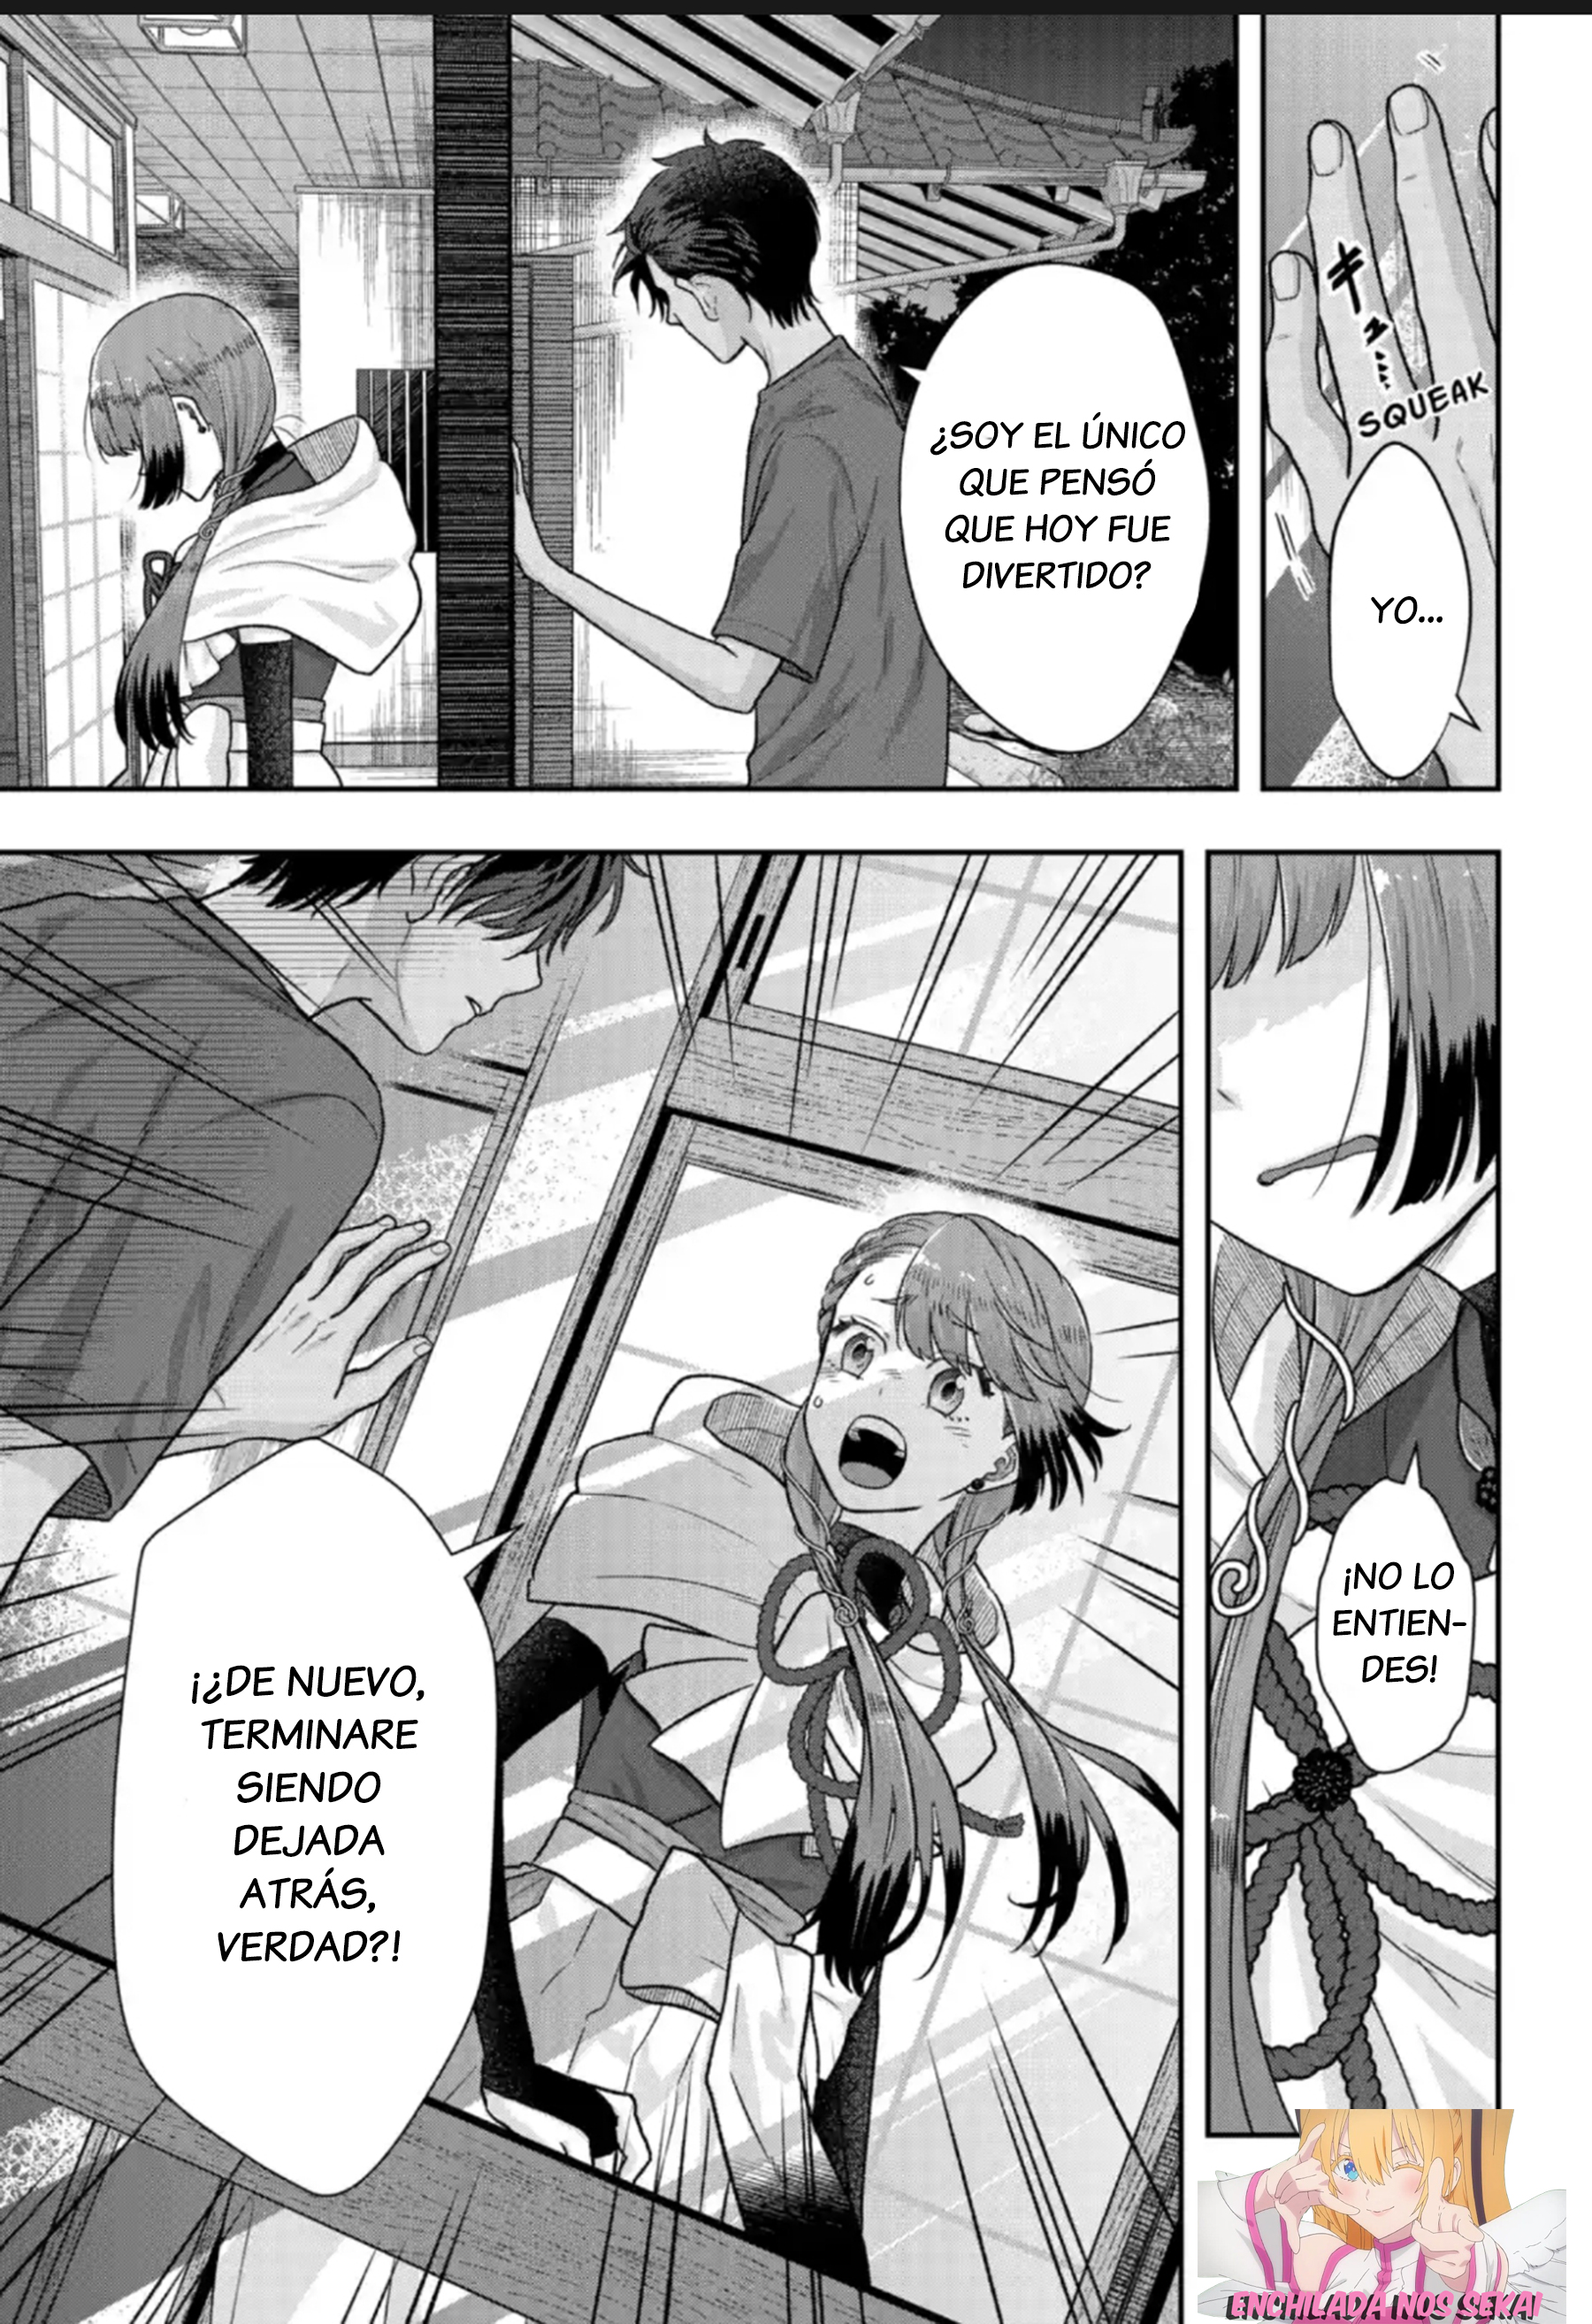 キュ…
SQUEAK
YO...
¿SOY EL ÚNICO
QUE PENSÓ
QUE HOY FUE
DIVERTIDO?
¡NO LO
ENTIEN-
DES!
¡¿DE NUEVO,
TERMINARE
SIENDO
DEJADA
ATRÁS,
VERDAD?!
ENCHILADA NOS SEKAI